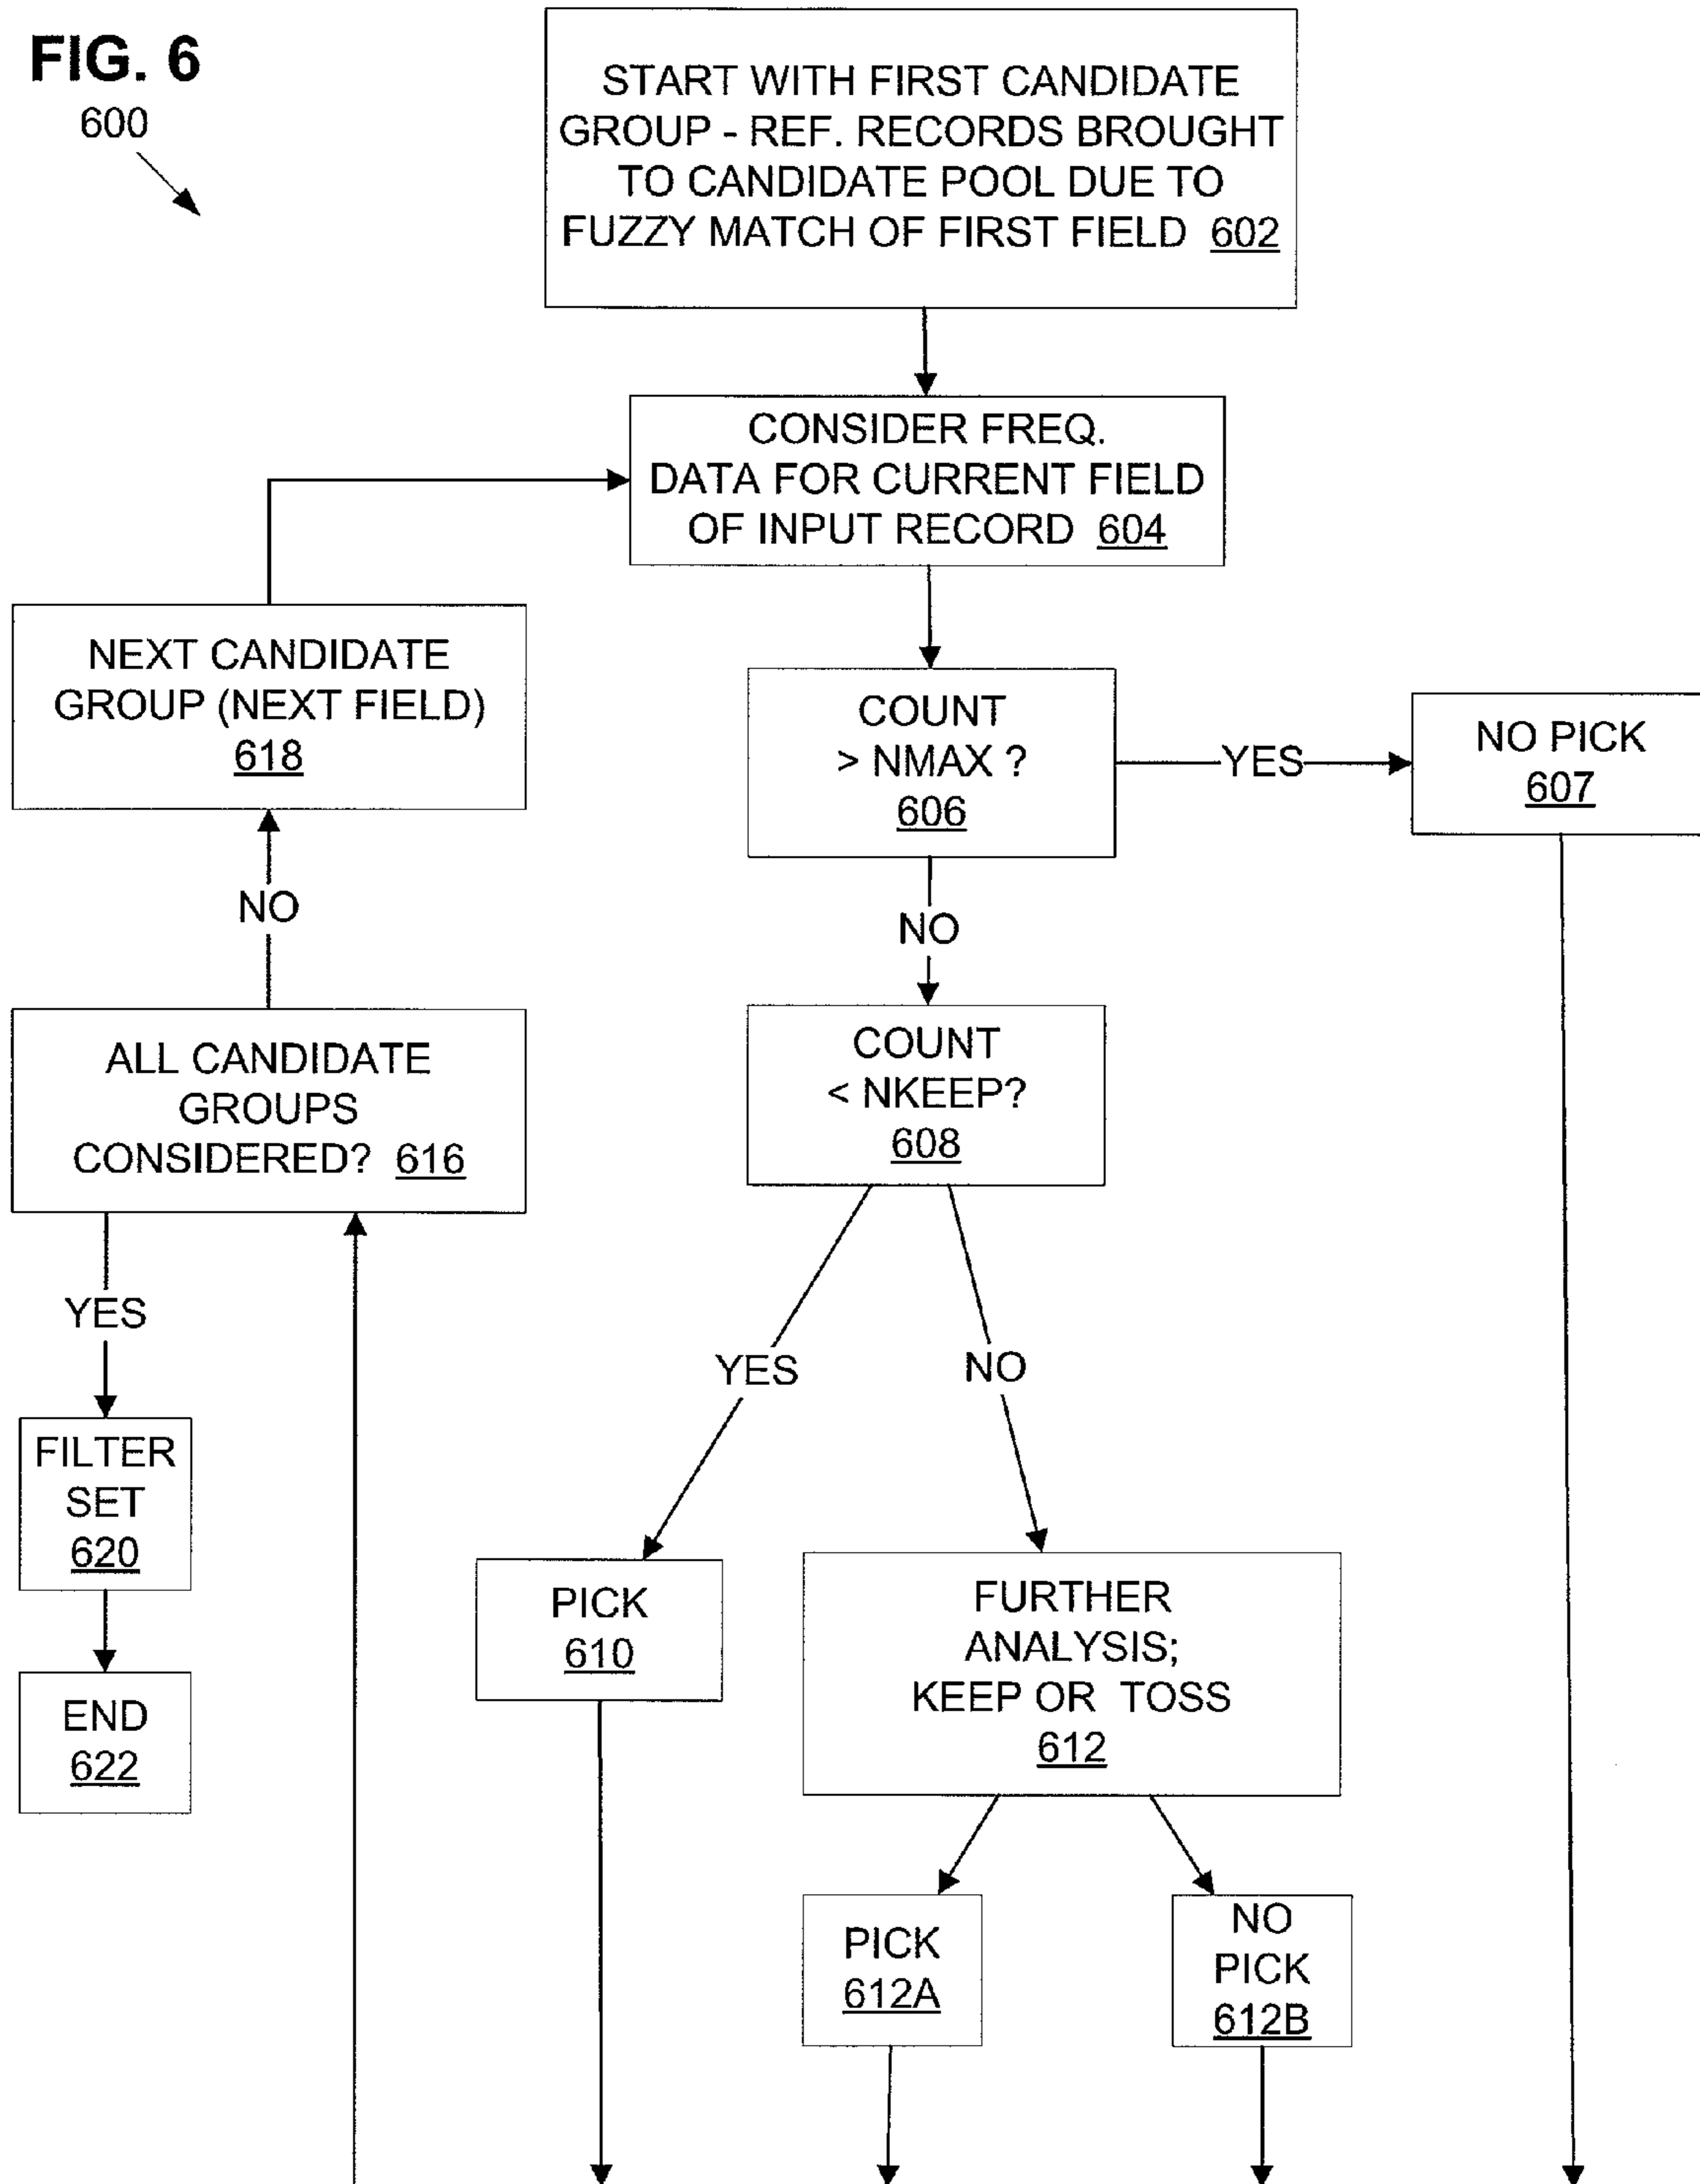 FIG. 6
600
START WITH FIRST CANDIDATE
GROUP - REF. RECORDS BROUGHT
TO CANDIDATE POOL DUE TO
FUZZY MATCH OF FIRST FIELD 602
CONSIDER FREQ.
DATA FOR CURRENT FIELD
OF INPUT RECORD 604
NEXT CANDIDATE
GROUP (NEXT FIELD)
618
COUNT
> NMAX ?
606
YES
NO PICK
607
NO
NO
ALL CANDIDATE
GROUPS
CONSIDERED? 616
COUNT
< NKEEP?
608
YES
YES
NO
FILTER
SET
620
PICK
610
FURTHER
ANALYSIS;
KEEP OR TOSS
612
END
622
PICK
612A
NO
PICK
612B